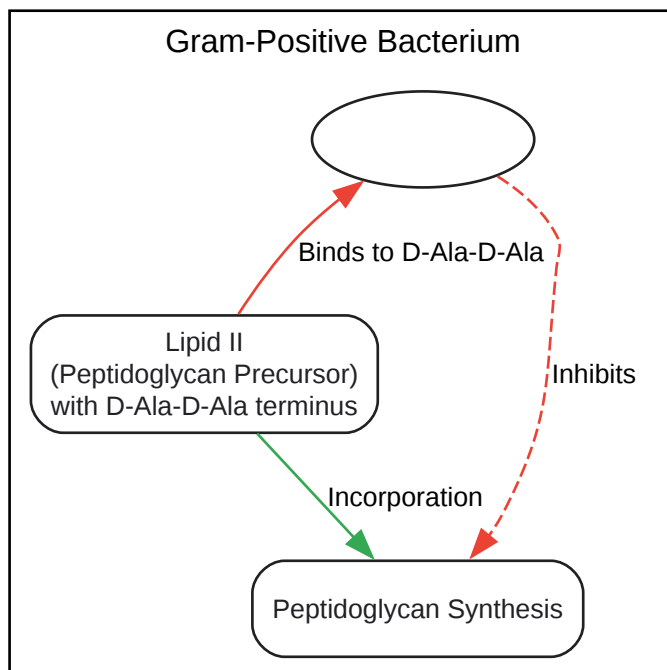 Gram-Positive Bacterium
Binds to D-Ala-D-Ala
Lipid II
(Peptidoglycan Precursor)
with D-Ala-D-Ala terminus
Inhibits
Incorporation
Peptidoglycan Synthesis